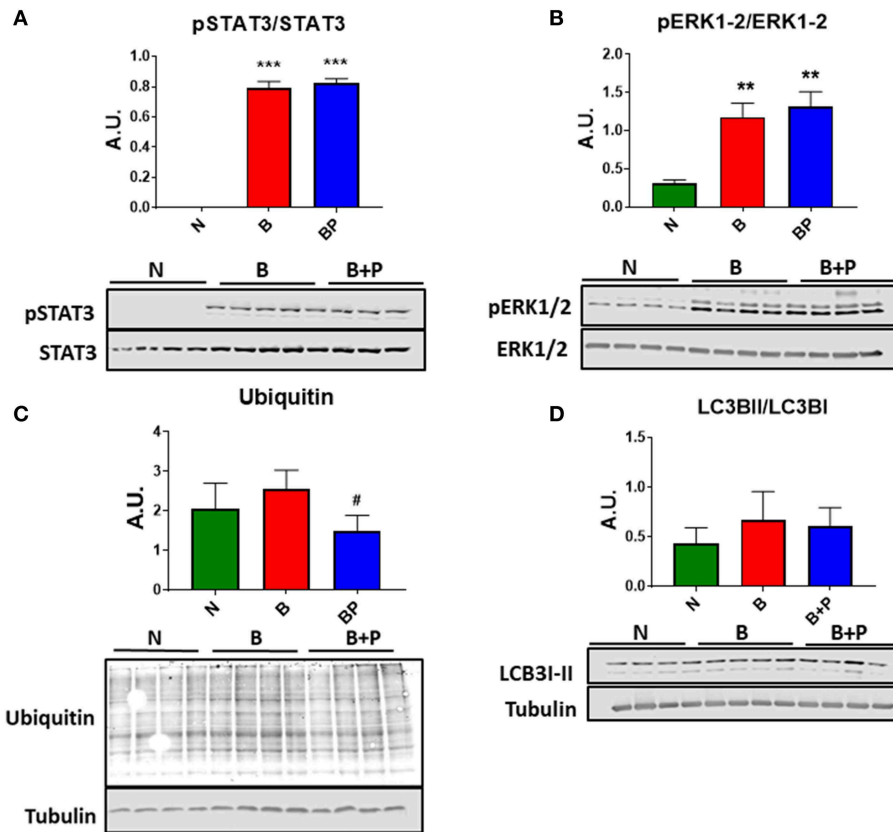 A
pSTAT3/STAT3
A.U.
1.0
0.8
0.6
0.4
0.2
0.0
***
***
N
B
BP
N
B
B+P
pSTAT3
STAT3
B
pERK1-2/ERK1-2
A.U.
2.0
1.5
1.0
0.5
0.0
**
**
N
B
BP
N
B
B+P
pERK1/2
ERK1/2
C
Ubiquitin
A.U.
4
3
2
1
0
#
N
B
BP
N
B
B+P
Ubiquitin
Tubulin
D
LC3BII/LC3BI
A.U.
1.5
1.0
0.5
0.0
N
B
B+P
N
B
B+P
LCB3I-II
Tubulin